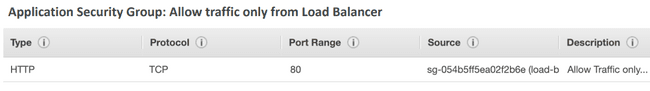 Application Security Group: Allow traffic only from Load Balancer
Type Protocol Port Range Source Description
HTTP TCP 80 sg-054b5ff5ea02f2b6e (load-b Allow Traffic only...